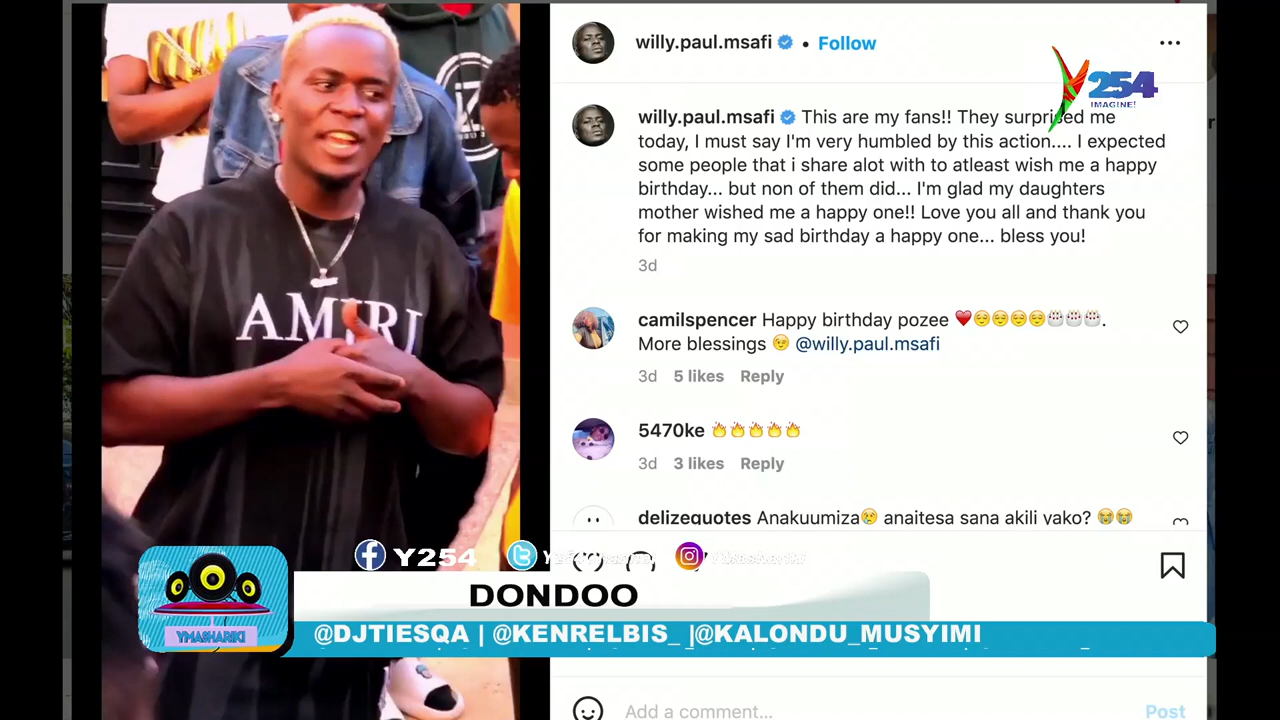 willy.paul.msafi • Follow
Y254
IMAGINE!
willy.paul.msafi This are my fans!! They surprised me
today, I must say I'm very humbled by this action.... I expected
some people that i share alot with to atleast wish me a happy
birthday... but non of them did... I'm glad my daughters
mother wished me a happy one!! Love you all and thank you
for making my sad birthday a happy one... bless you!
3d
camilspencer Happy birthday pozee ❤️😌😌😌😌🎂🎂🎂.
More blessings 😌 @willy.paul.msafi
3d 5 likes Reply
5470ke 🔥🔥🔥🔥🔥
3d 3 likes Reply
delizequotes Anakuumiza😢 anaitesa sana akili yako? 😭😭
AMIRI
Y254
DONDOO
YMASHARIKI
@DJTIESQA | @KENRELBIS_ |@KALONDU_MUSYIMI
Add a comment...
Post